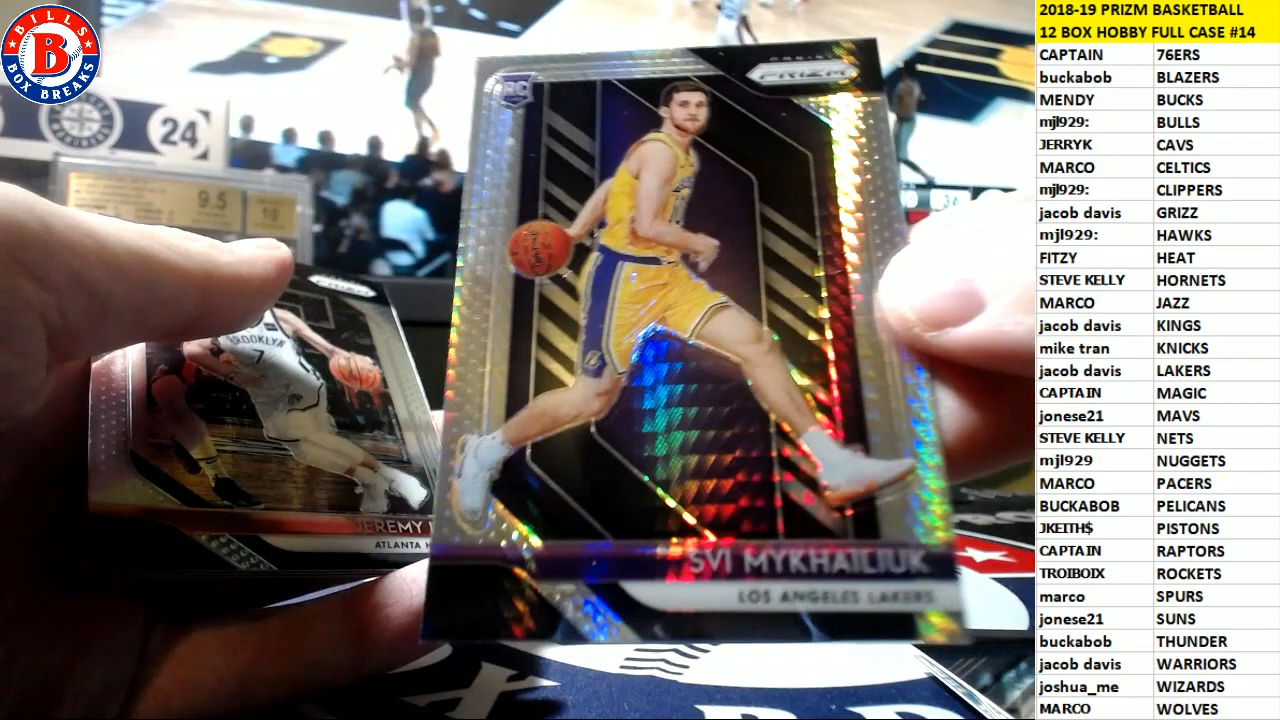 BILLS
B
BOX BREAKS
24
9.5
10
PRIZM
RC
BROOKLYN
7
JEREMY
ATLANTA H
PANINI
PRIZM
SVI MYKHAILIUK
LOS ANGELES LAKERS
2018-19 PRIZM BASKETBALL
12 BOX HOBBY FULL CASE #14
CAPTAIN 76ERS
buckabob BLAZERS
MENDY BUCKS
mjl929: BULLS
JERRYK CAVS
MARCO CELTICS
mjl929: CLIPPERS
jacob davis GRIZZ
mjl929: HAWKS
FITZY HEAT
STEVE KELLY HORNETS
MARCO JAZZ
jacob davis KINGS
mike tran KNICKS
jacob davis LAKERS
CAPTAIN MAGIC
jonese21 MAVS
STEVE KELLY NETS
mjl929 NUGGETS
MARCO PACERS
BUCKABOB PELICANS
JKEITH$ PISTONS
CAPTAIN RAPTORS
TROIBOIX ROCKETS
marco SPURS
jonese21 SUNS
buckabob THUNDER
jacob davis WARRIORS
joshua_me WIZARDS
MARCO WOLVES